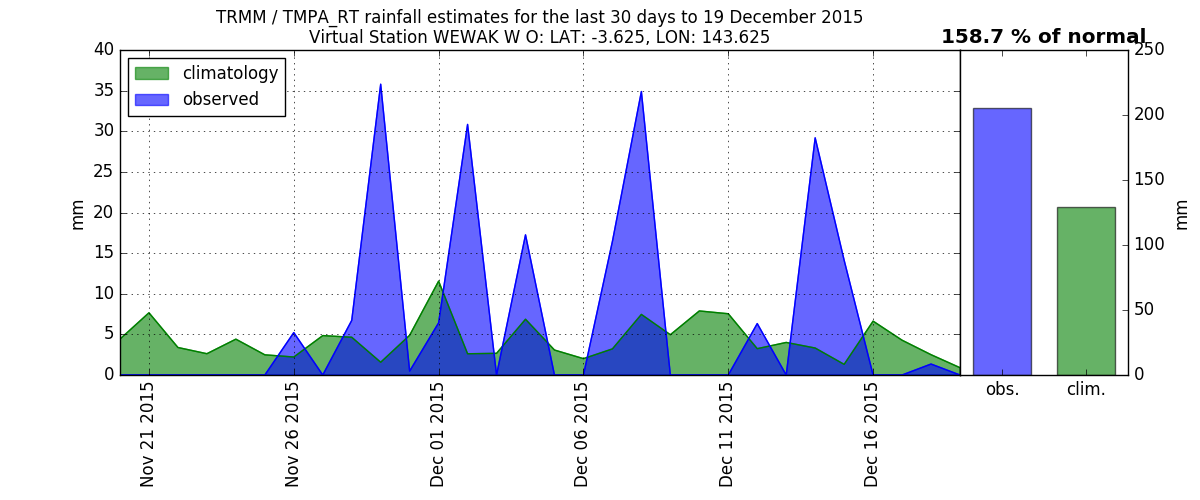 TRMM / TMPA_RT rainfall estimates for the last 30 days to 19 December 2015
Virtual Station WEWAK W O: LAT: -3.625, LON: 143.625
158.7 % of normal
climatology
observed
mm
40
35
30
25
20
15
10
5
0
Nov 21 2015
Nov 26 2015
Dec 01 2015
Dec 06 2015
Dec 11 2015
Dec 16 2015
250
200
150
100
50
0
mm
obs.
clim.